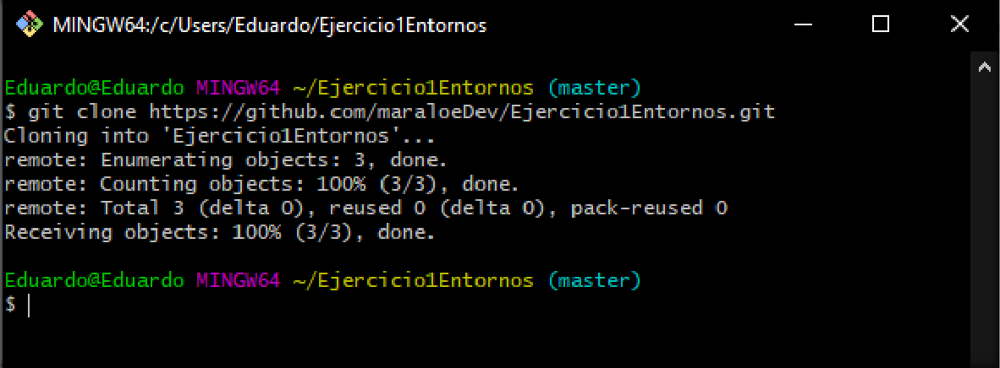 MINGW64:/c/Users/Eduardo/Ejercicio1Entornos
Eduardo@Eduardo MINGW64 ~/Ejercicio1Entornos (master)
$ git clone https://github.com/maraloeDev/Ejercicio1Entornos.git
Cloning into 'Ejercicio1Entornos'...
remote: Enumerating objects: 3, done.
remote: Counting objects: 100% (3/3), done.
remote: Total 3 (delta 0), reused 0 (delta 0), pack-reused 0
Receiving objects: 100% (3/3), done.
Eduardo@Eduardo MINGW64 ~/Ejercicio1Entornos (master)
$